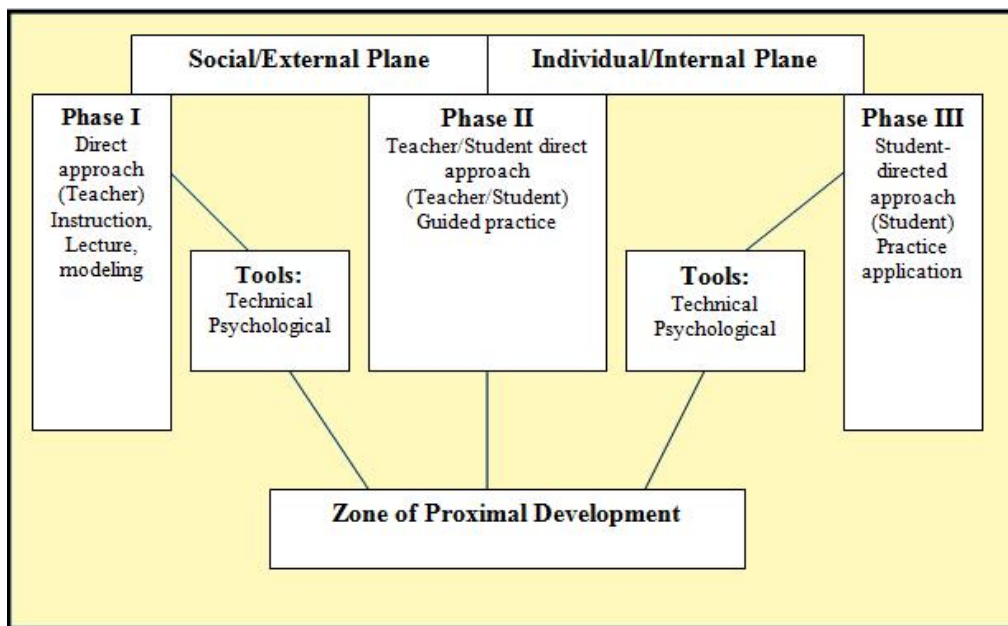 Social/External Plane
Individual/Internal Plane
Phase I
Direct
approach
(Teacher)
Instruction,
Lecture,
modeling
Phase II
Teacher/Student direct
approach
(Teacher/Student)
Guided practice
Phase III
Student-
directed
approach
(Student)
Practice
application
Tools:
Technical
Psychological
Tools:
Technical
Psychological
Zone of Proximal Development